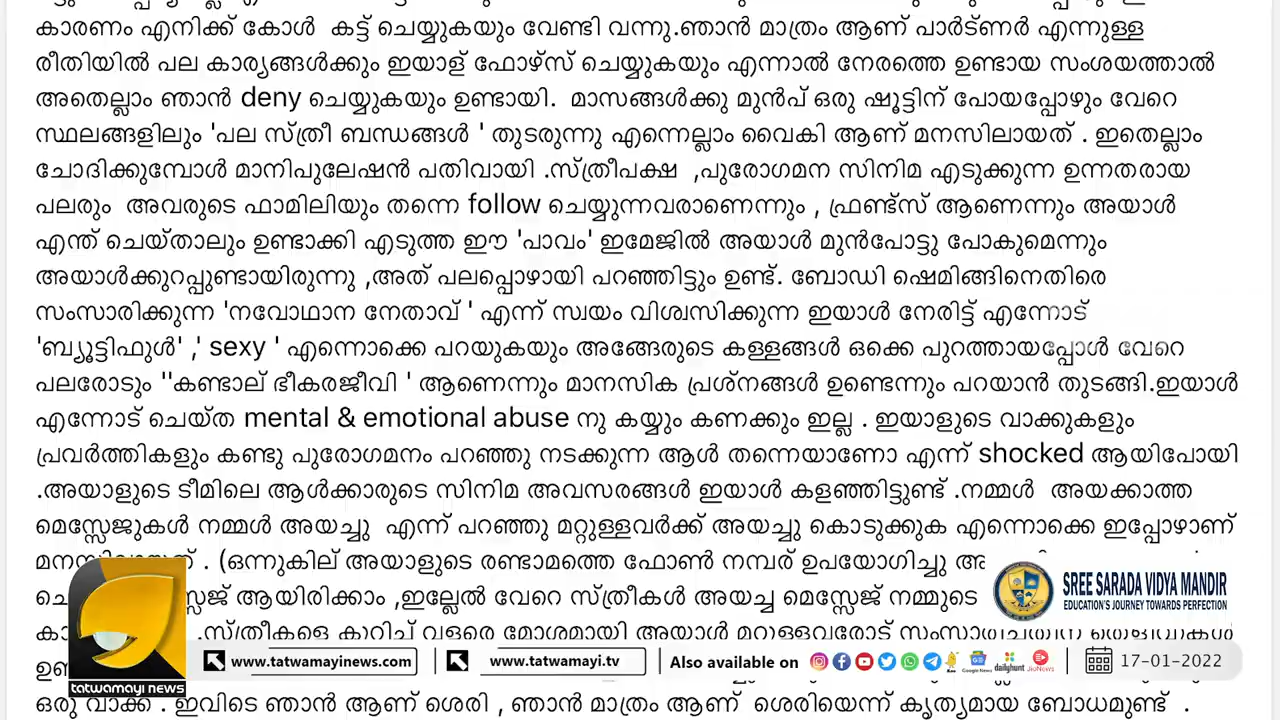 കാരണം എനിക്ക് കോൾ കട്ട് ചെയ്യുകയും വേണ്ടി വന്നു.ഞാൻ മാത്രം ആണ് പാർട്ണർ എന്നുള്ള
രീതിയിൽ പല കാര്യങ്ങൾക്കും ഇയാള് ഫോഴ്സ് ചെയ്യുകയും എന്നാൽ നേരത്തെ ഉണ്ടായ സംശയത്താൽ
അതെല്ലാം ഞാൻ deny ചെയ്യുകയും ഉണ്ടായി. മാസങ്ങൾക്കു മുൻപ് ഒരു ഷൂട്ടിന് പോയപ്പോഴും വേറെ
സ്ഥലങ്ങളിലും 'പല സ്ത്രീ ബന്ധങ്ങൾ ' തുടരുന്നു എന്നെല്ലാം വൈകി ആണ് മനസിലായത് . ഇതെല്ലാം
ചോദിക്കുമ്പോൾ മാനിപുലേഷൻ പതിവായി .സ്ത്രീപക്ഷ ,പുരോഗമന സിനിമ എടുക്കുന്ന ഉന്നതരായ
പലരും അവരുടെ ഫാമിലിയും തന്നെ follow ചെയ്യുന്നവരാണെന്നും , ഫ്രണ്ട്സ് ആണെന്നും അയാൾ
എന്ത് ചെയ്താലും ഉണ്ടാക്കി എടുത്ത ഈ 'പാവം' ഇമേജിൽ അയാൾ മുൻപോട്ടു പോകുമെന്നും
അയാൾക്കുറപ്പുണ്ടായിരുന്നു ,അത് പലപ്പൊഴായി പറഞ്ഞിട്ടും ഉണ്ട്. ബോഡി ഷെമിങ്ങിനെതിരെ
സംസാരിക്കുന്ന 'നവോഥാന നേതാവ് ' എന്ന് സ്വയം വിശ്വസിക്കുന്ന ഇയാൾ നേരിട്ട് എന്നോട്
'ബ്യൂട്ടിഫുൾ' ,' sexy ' എന്നൊക്കെ പറയുകയും അങ്ങേരുടെ കള്ളങ്ങൾ ഒക്കെ പുറത്തായപ്പോൾ വേറെ
പലരോടും ''കണ്ടാല് ഭീകരജീവി ' ആണെന്നും മാനസിക പ്രശ്നങ്ങൾ ഉണ്ടെന്നും പറയാൻ തുടങ്ങി.ഇയാൾ
എന്നോട് ചെയ്ത mental & emotional abuse നു കയ്യും കണക്കും ഇല്ല . ഇയാളുടെ വാക്കുകളും
പ്രവർത്തികളും കണ്ടു പുരോഗമനം പറഞ്ഞു നടക്കുന്ന ആൾ തന്നെയാണോ എന്ന് shocked ആയിപോയി
.അയാളുടെ ടീമിലെ ആൾക്കാരുടെ സിനിമ അവസരങ്ങൾ ഇയാൾ കളഞ്ഞിട്ടുണ്ട് .നമ്മൾ അയക്കാത്ത
മെസ്സേജുകൾ നമ്മൾ അയച്ചു എന്ന് പറഞ്ഞു മറ്റുള്ളവർക്ക് അയച്ചു കൊടുക്കുക എന്നൊക്കെ ഇപ്പോഴാണ്
. (ഒന്നുകില് അയാളുടെ രണ്ടാമത്തെ ഫോൺ നമ്പര് ഉപയോഗിച്ചു
ആയിരിക്കാം ,ഇല്ലേൽ വേറെ സ്ത്രീകൾ അയച്ച മെസ്സേജ് നമ്മുടെ
.സ്ത്രീകളെ കുറിച് വളരെ മോശമായി അയാൾ മറ്റുള്ളവരോട്
ഒരു വാക്ക് . ഇവിടെ ഞാൻ ആണ് ശെരി , ഞാൻ മാത്രം ആണ് ശെരിയെന്ന് കൃത്യമായ ബോധമുണ്ട് .
SREE SARADA VIDYA MANDIR
EDUCATION'S JOURNEY TOWARDS PERFECTION
tatwamayi news
www.tatwamayinews.com
www.tatwamayi.tv
Also available on
Google News
dailyhunt
JioNews
17-01-2022